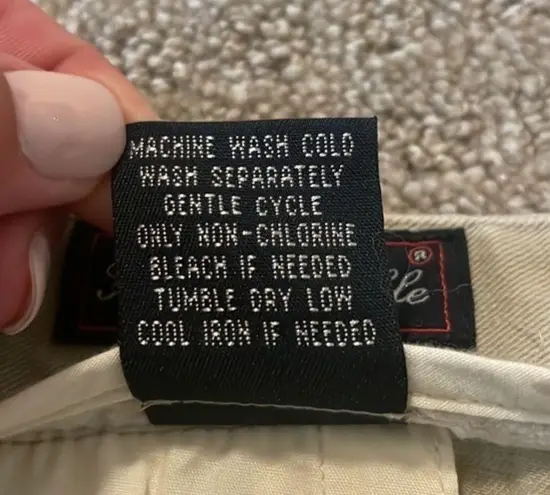 MACHINE WASH COLD
WASH SEPARATELY
GENTLE CYCLE
ONLY NON-CHLORINE
BLEACH IF NEEDED
TUMBLE DRY LOW
COOL IRON IF NEEDED
®